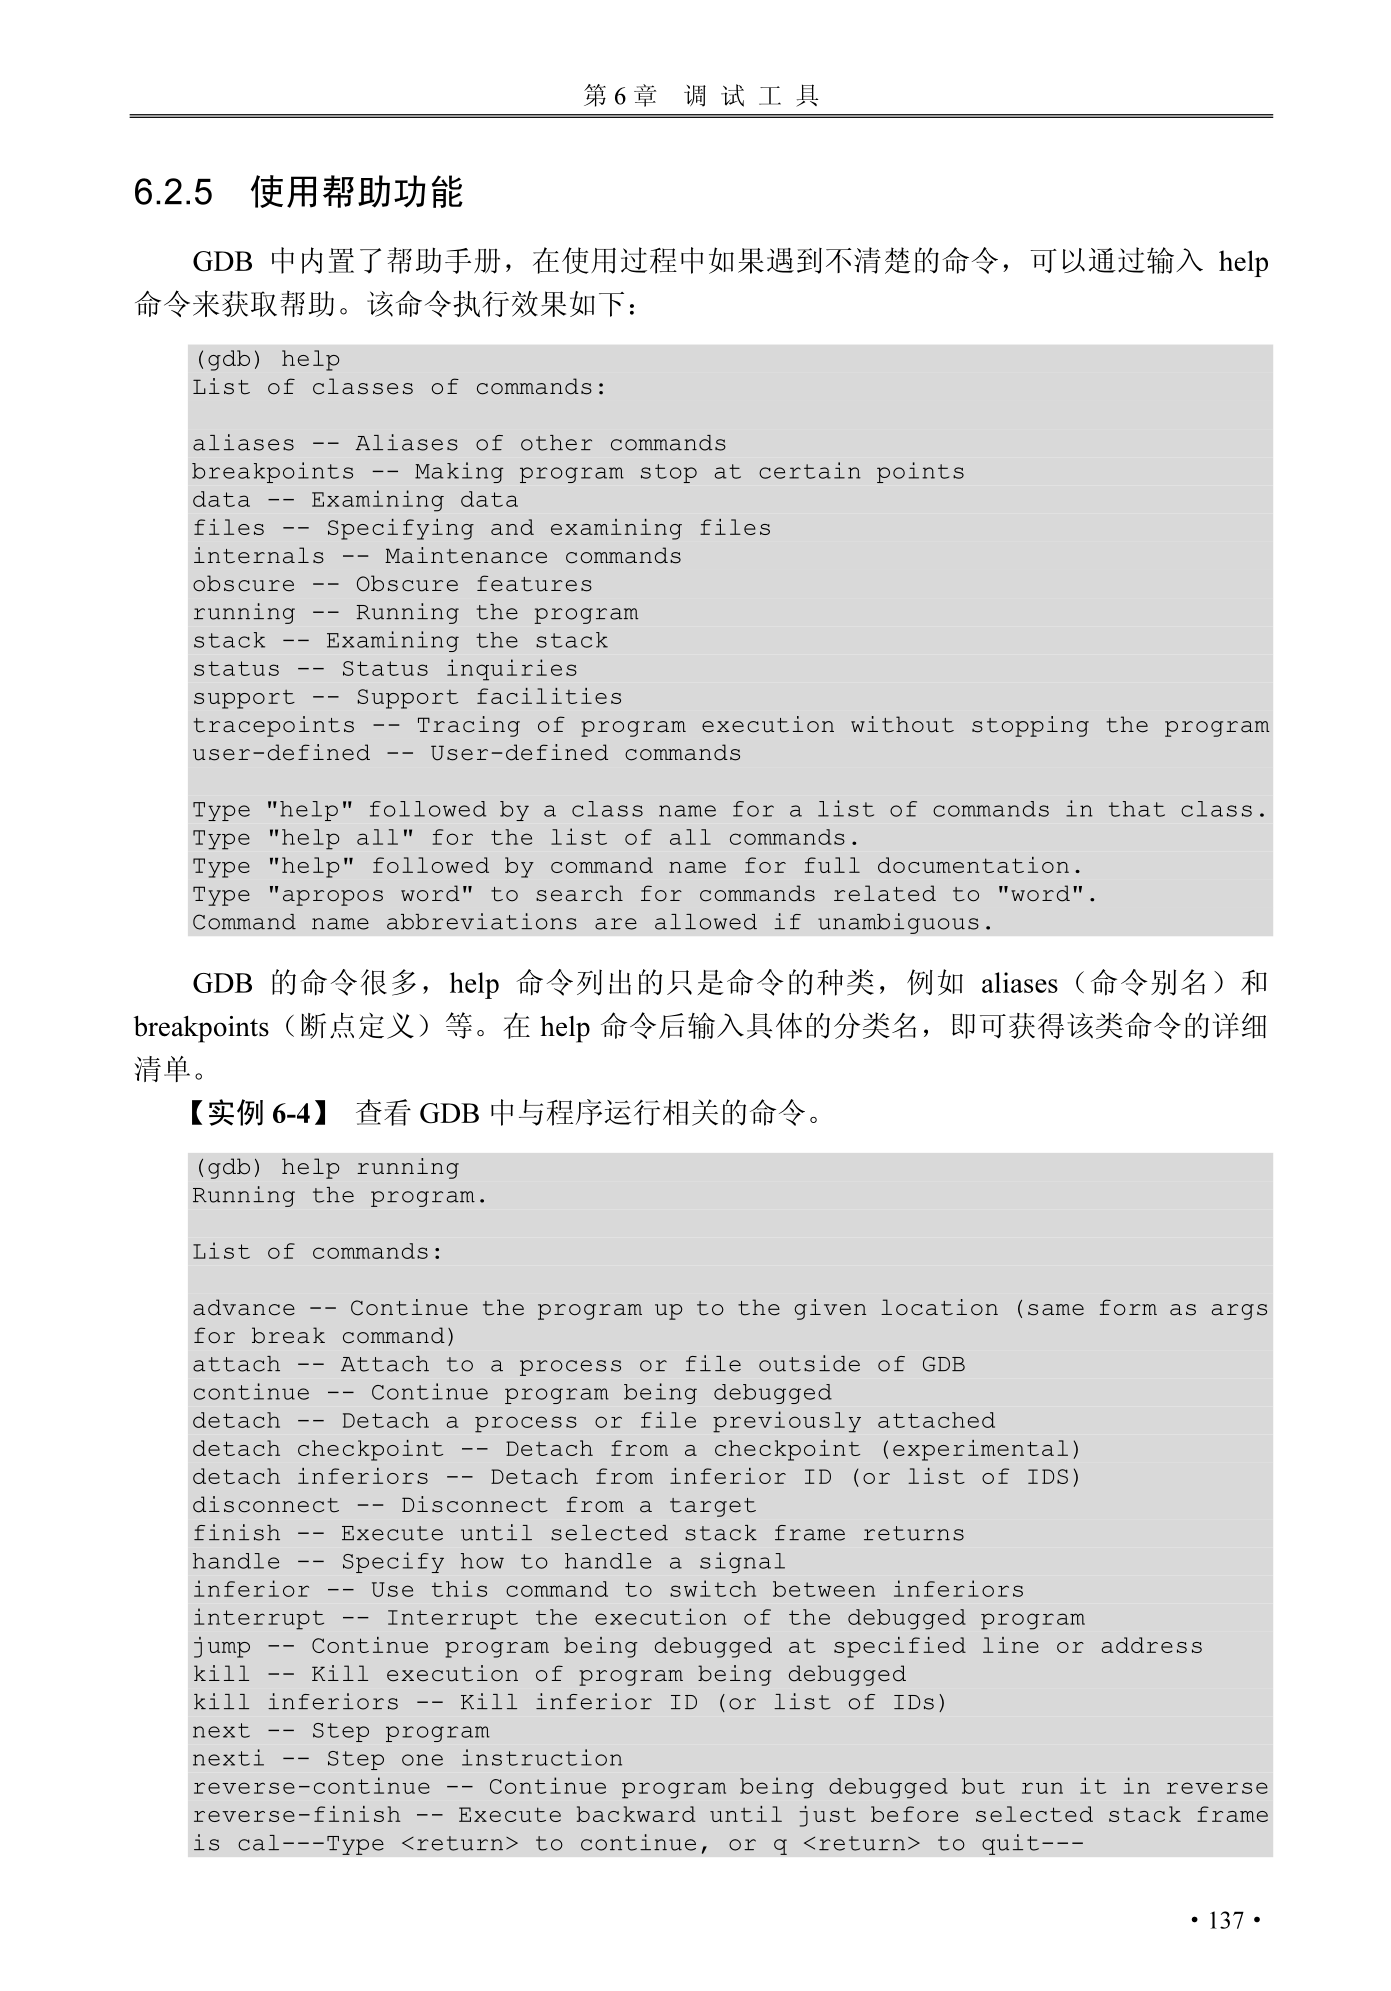 第 6 章 调 试 工 具
6.2.5 使用帮助功能
GDB 中内置了帮助手册，在使用过程中如果遇到不清楚的命令，可以通过输入 help
命令来获取帮助。该命令执行效果如下：
(gdb) help
List of classes of commands:
aliases -- Aliases of other commands
breakpoints -- Making program stop at certain points
data -- Examining data
files -- Specifying and examining files
internals -- Maintenance commands
obscure -- Obscure features
running -- Running the program
stack -- Examining the stack
status -- Status inquiries
support -- Support facilities
tracepoints -- Tracing of program execution without stopping the program
user-defined -- User-defined commands
Type "help" followed by a class name for a list of commands in that class.
Type "help all" for the list of all commands.
Type "help" followed by command name for full documentation.
Type "apropos word" to search for commands related to "word".
Command name abbreviations are allowed if unambiguous.
GDB 的命令很多，help 命令列出的只是命令的种类，例如 aliases（命令别名）和
breakpoints（断点定义）等。在 help 命令后输入具体的分类名，即可获得该类命令的详细
清单。
【实例 6-4】 查看 GDB 中与程序运行相关的命令。
(gdb) help running
Running the program.
List of commands:
advance -- Continue the program up to the given location (same form as args
for break command)
attach -- Attach to a process or file outside of GDB
continue -- Continue program being debugged
detach -- Detach a process or file previously attached
detach checkpoint -- Detach from a checkpoint (experimental)
detach inferiors -- Detach from inferior ID (or list of IDS)
disconnect -- Disconnect from a target
finish -- Execute until selected stack frame returns
handle -- Specify how to handle a signal
inferior -- Use this command to switch between inferiors
interrupt -- Interrupt the execution of the debugged program
jump -- Continue program being debugged at specified line or address
kill -- Kill execution of program being debugged
kill inferiors -- Kill inferior ID (or list of IDs)
next -- Step program
nexti -- Step one instruction
reverse-continue -- Continue program being debugged but run it in reverse
reverse-finish -- Execute backward until just before selected stack frame
is cal---Type <return> to continue, or q <return> to quit---
• 137 •